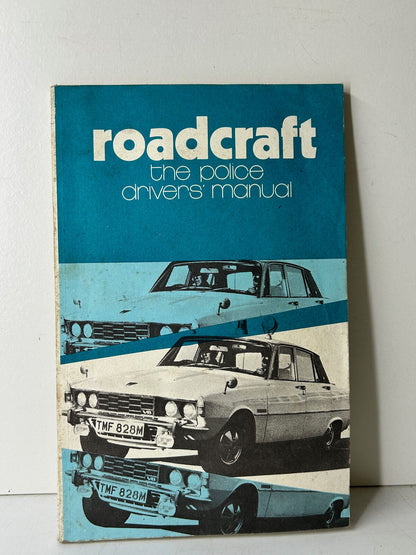 roadcraft
the police
drivers' manual
TMF 828M
TMF 828M